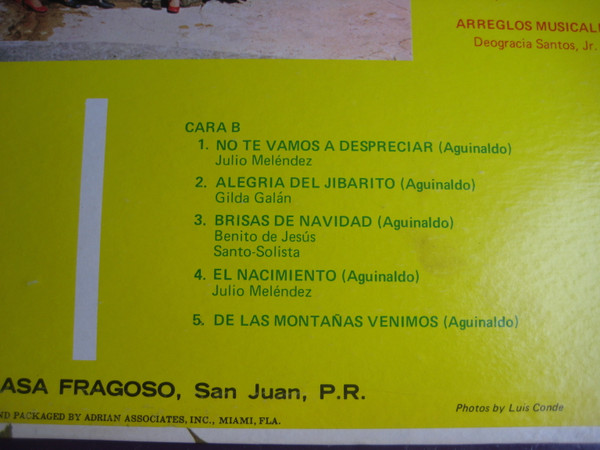 ARREGLOS MUSICAL
Deogracia Santos, Jr.
CARA B
1. NO TE VAMOS A DESPRECIAR (Aguinaldo)
Julio Meléndez
2. ALEGRIA DEL JIBARITO (Aguinaldo)
Gilda Galán
3. BRISAS DE NAVIDAD (Aguinaldo)
Benito de Jesús
Santo-Solista
4. EL NACIMIENTO (Aguinaldo)
Julio Meléndez
5. DE LAS MONTAÑAS VENIMOS (Aguinaldo)
ASA FRAGOSO, San Juan, P.R.
ND PACKAGED BY ADRIAN ASSOCIATES, INC., MIAMI, FLA.
Photos by Luis Conde